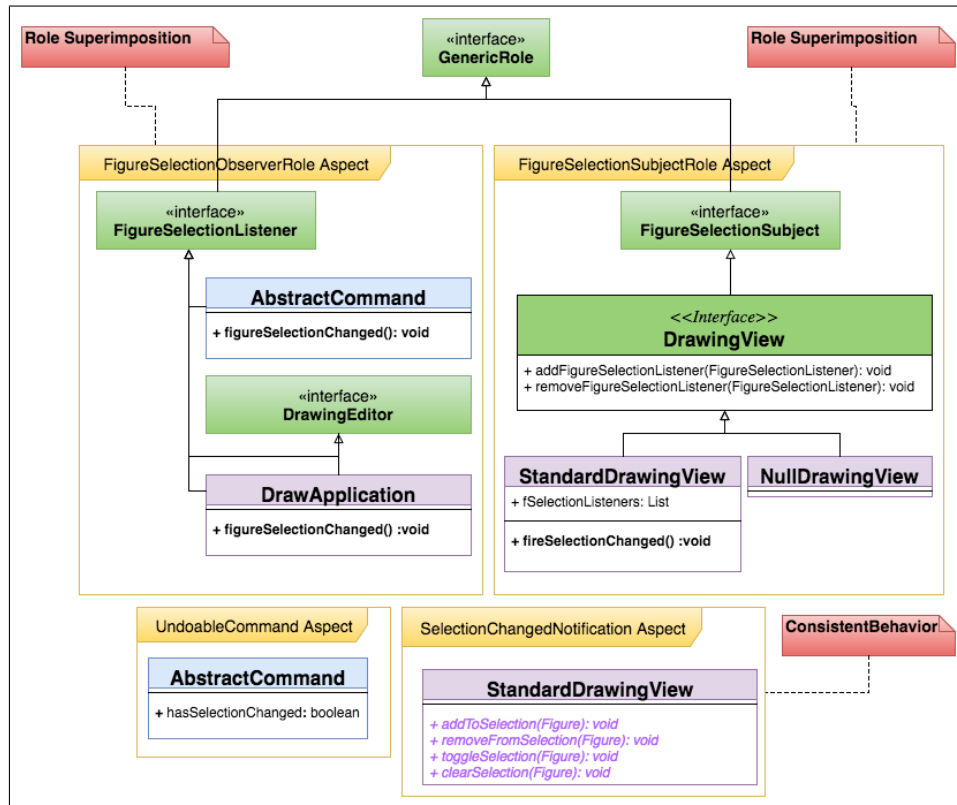 Role Superimposition
«interface»
GenericRole
Role Superimposition
FigureSelectionObserverRole Aspect
«interface»
FigureSelectionListener
AbstractCommand
+ figureSelectionChanged(): void
«interface»
DrawingEditor
DrawApplication
+ figureSelectionChanged() :void
FigureSelectionSubjectRole Aspect
«interface»
FigureSelectionSubject
<<Interface>>
DrawingView
+ addFigureSelectionListener(FigureSelectionListener): void
+ removeFigureSelectionListener(FigureSelectionListener): void
StandardDrawingView
+ fSelectionListeners: List
+ fireSelectionChanged() :void
NullDrawingView
UndoableCommand Aspect
AbstractCommand
+ hasSelectionChanged: boolean
SelectionChangedNotification Aspect
StandardDrawingView
+ addToSelection(Figure): void
+ removeFromSelection(Figure): void
+ toggleSelection(Figure): void
+ clearSelection(Figure): void
ConsistentBehavior